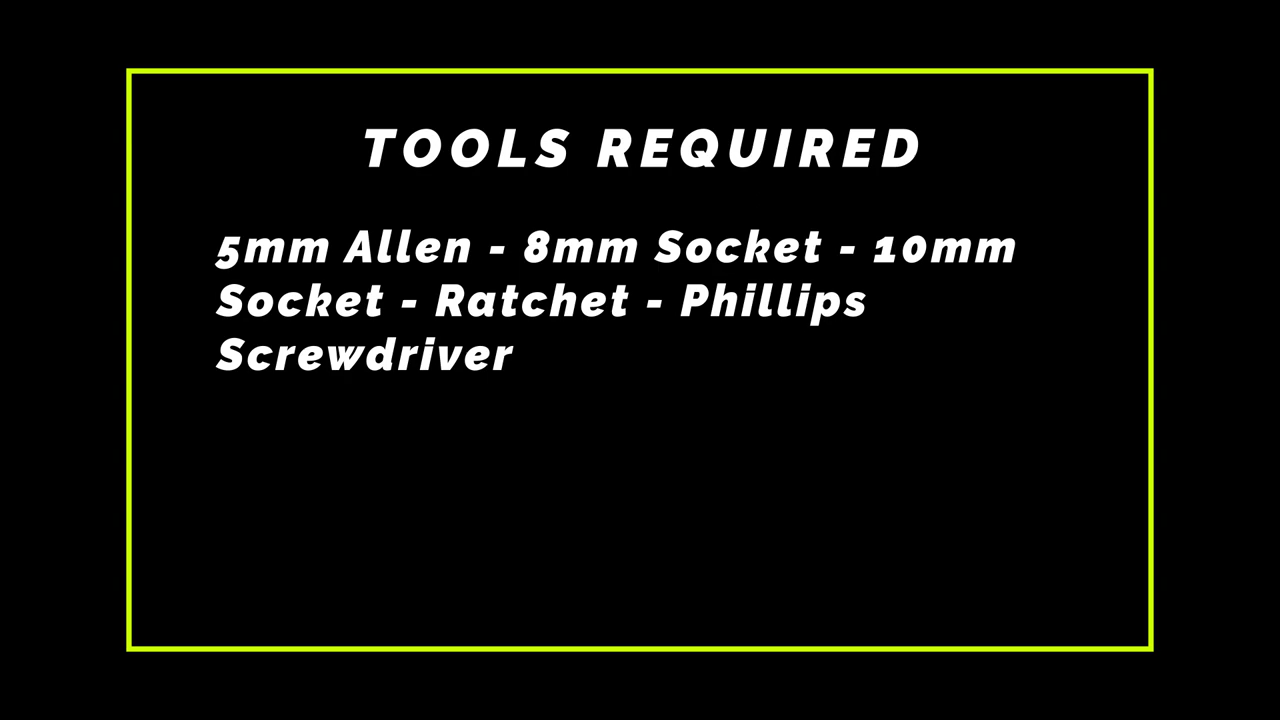 TOOLS REQUIRED
5mm Allen - 8mm Socket - 10mm
Socket - Ratchet - Phillips
Screwdriver